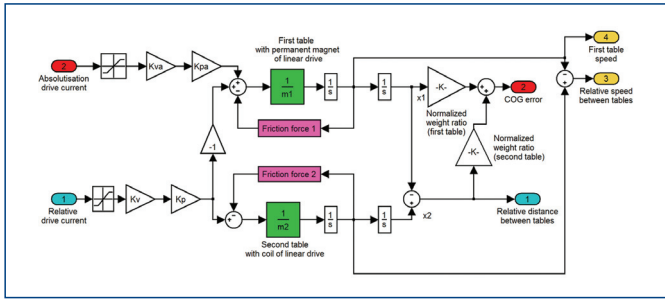 First table
with permanent magnet
of linear drive
4
First table
speed
2
Absolutisation
drive current
Kva
Kpa
1
m1
1
s
1
s
x1
-K-
Normalized
weight ratio
(first table)
2
COG error
3
Relative speed
between tables
Friction force 1
-1
-K-
Normalized
weight ratio
(second table)
Friction force 2
1
Relative
drive current
Kv
Kp
1
m2
1
s
1
s
x2
1
Relative distance
between tables
Second table
with coil of linear drive